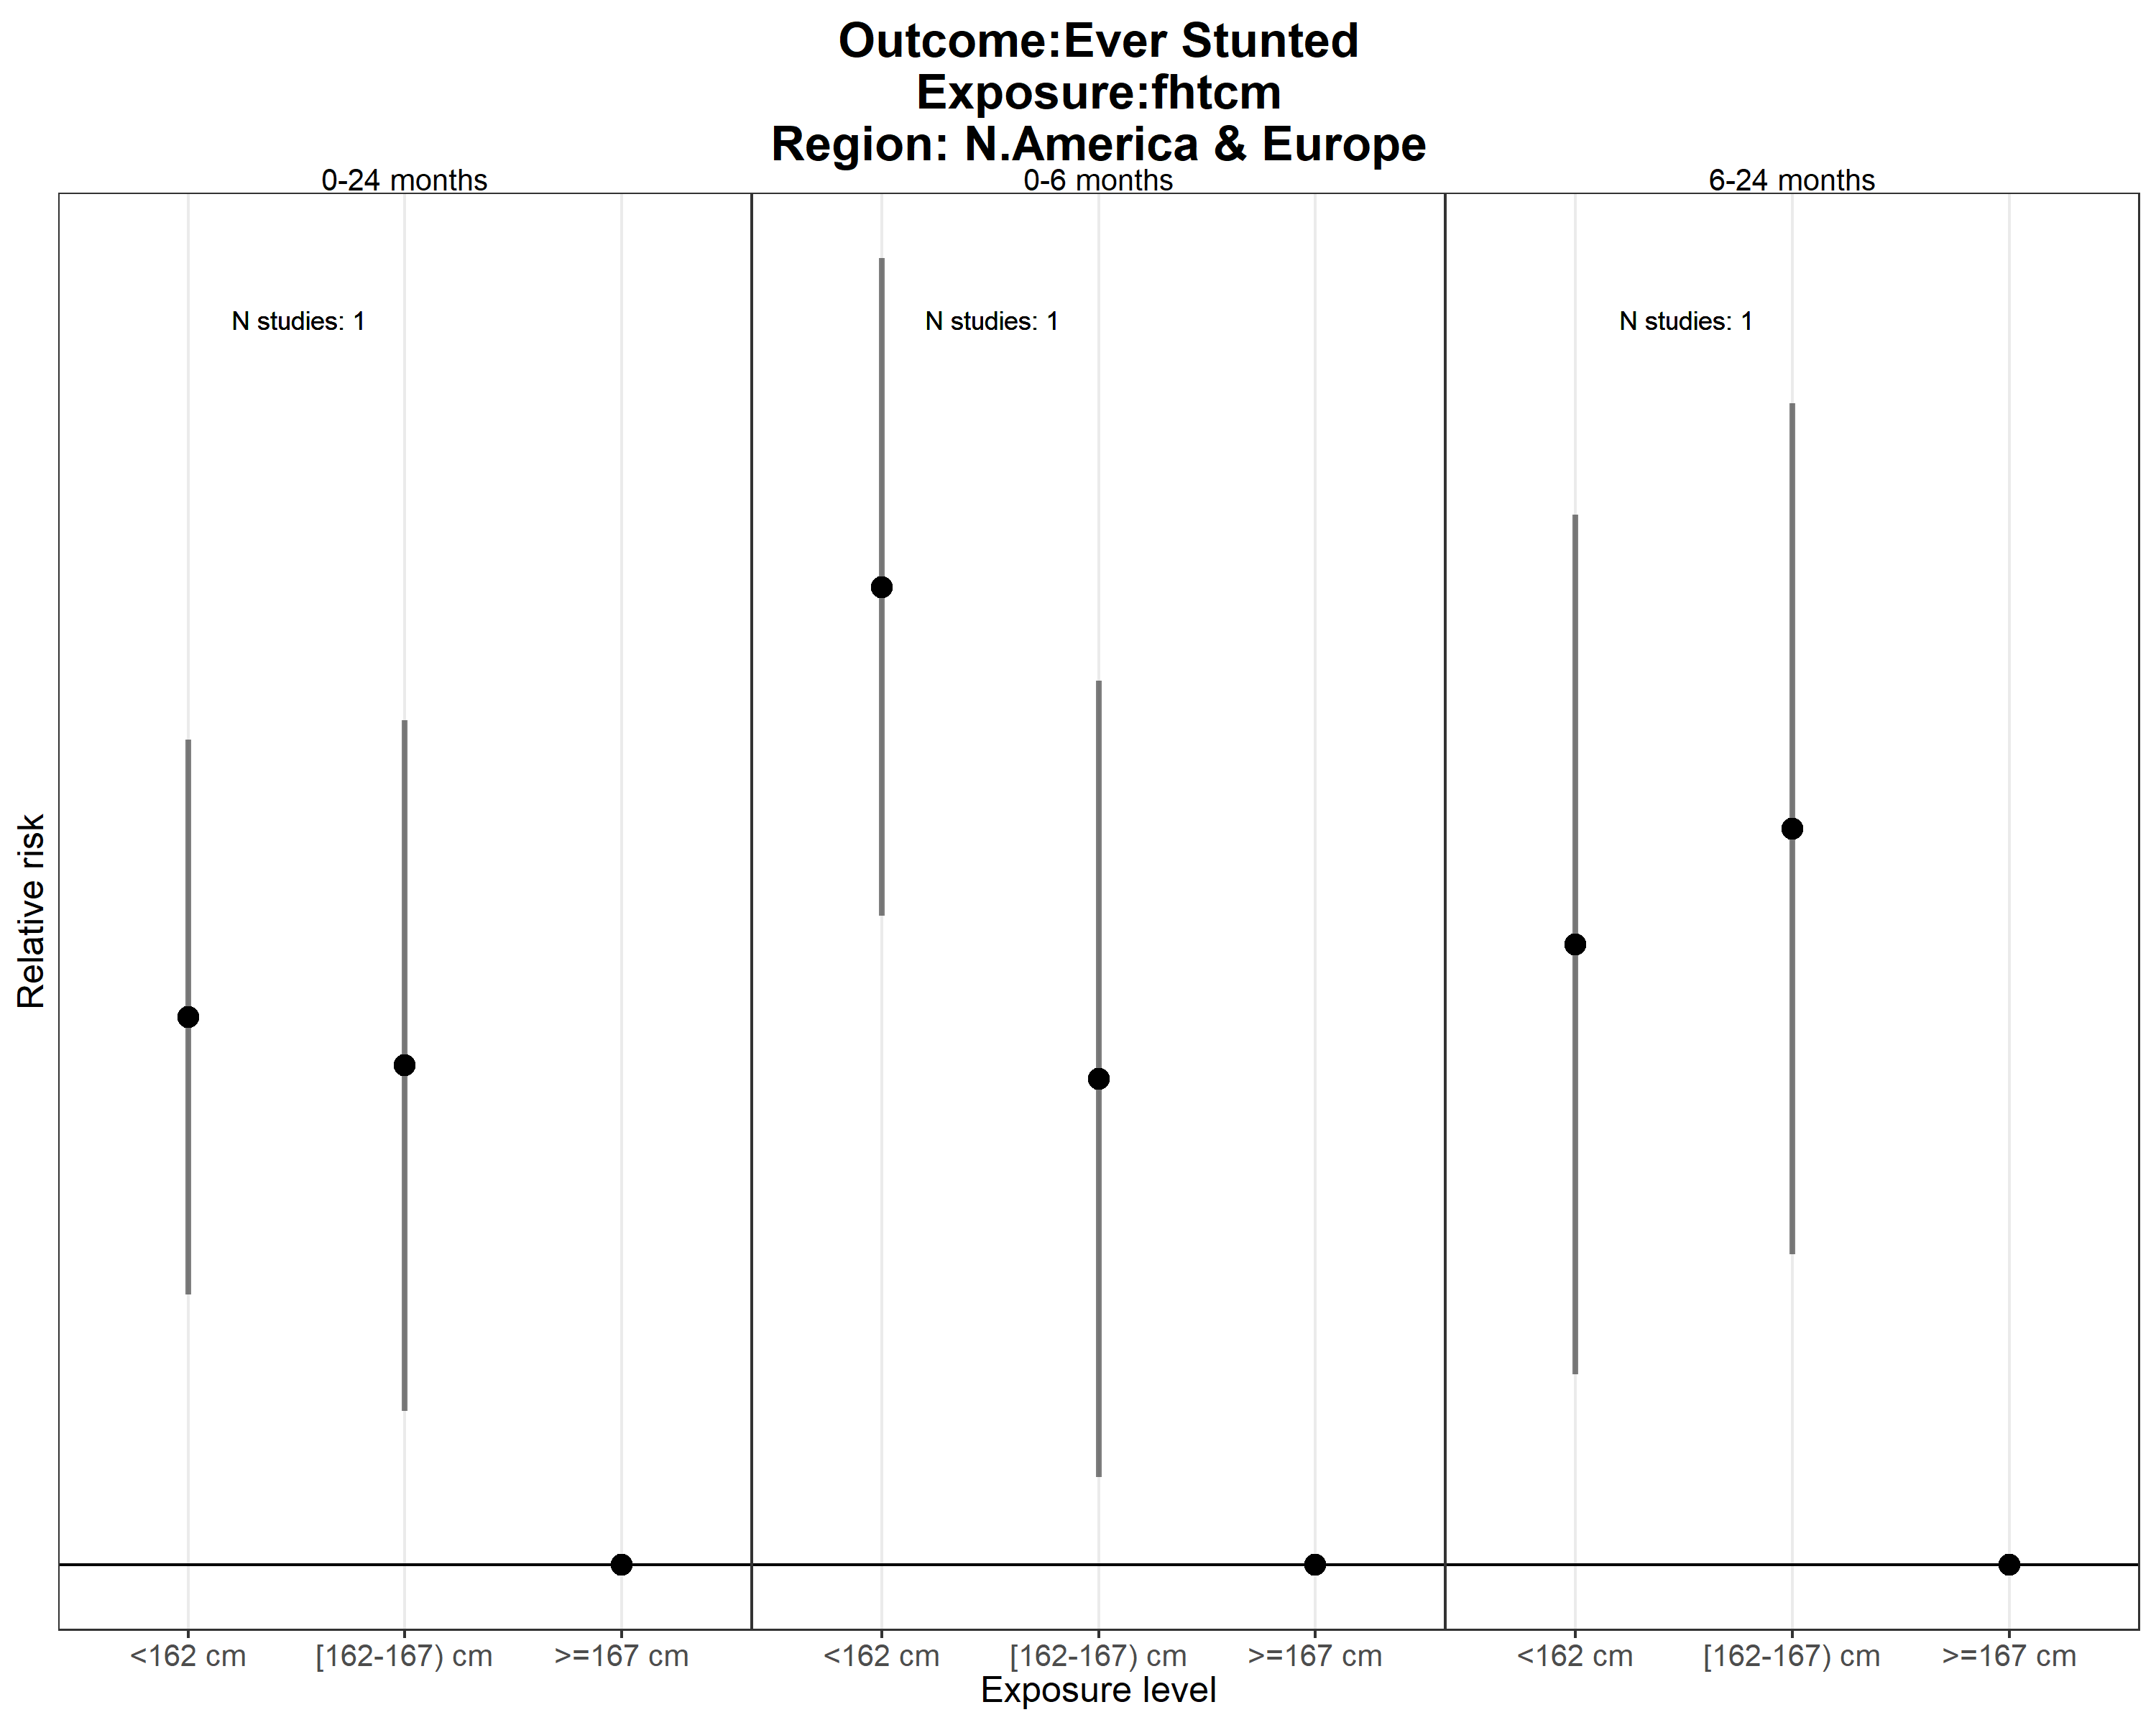 Outcome:Ever Stunted
Exposure:fhtcm
Region: N.America & Europe
0-24 months
0-6 months
6-24 months
N studies: 1
N studies: 1
N studies: 1
Relative risk
<162 cm
[162-167) cm
>=167 cm
<162 cm
[162-167) cm
>=167 cm
<162 cm
[162-167) cm
>=167 cm
Exposure level